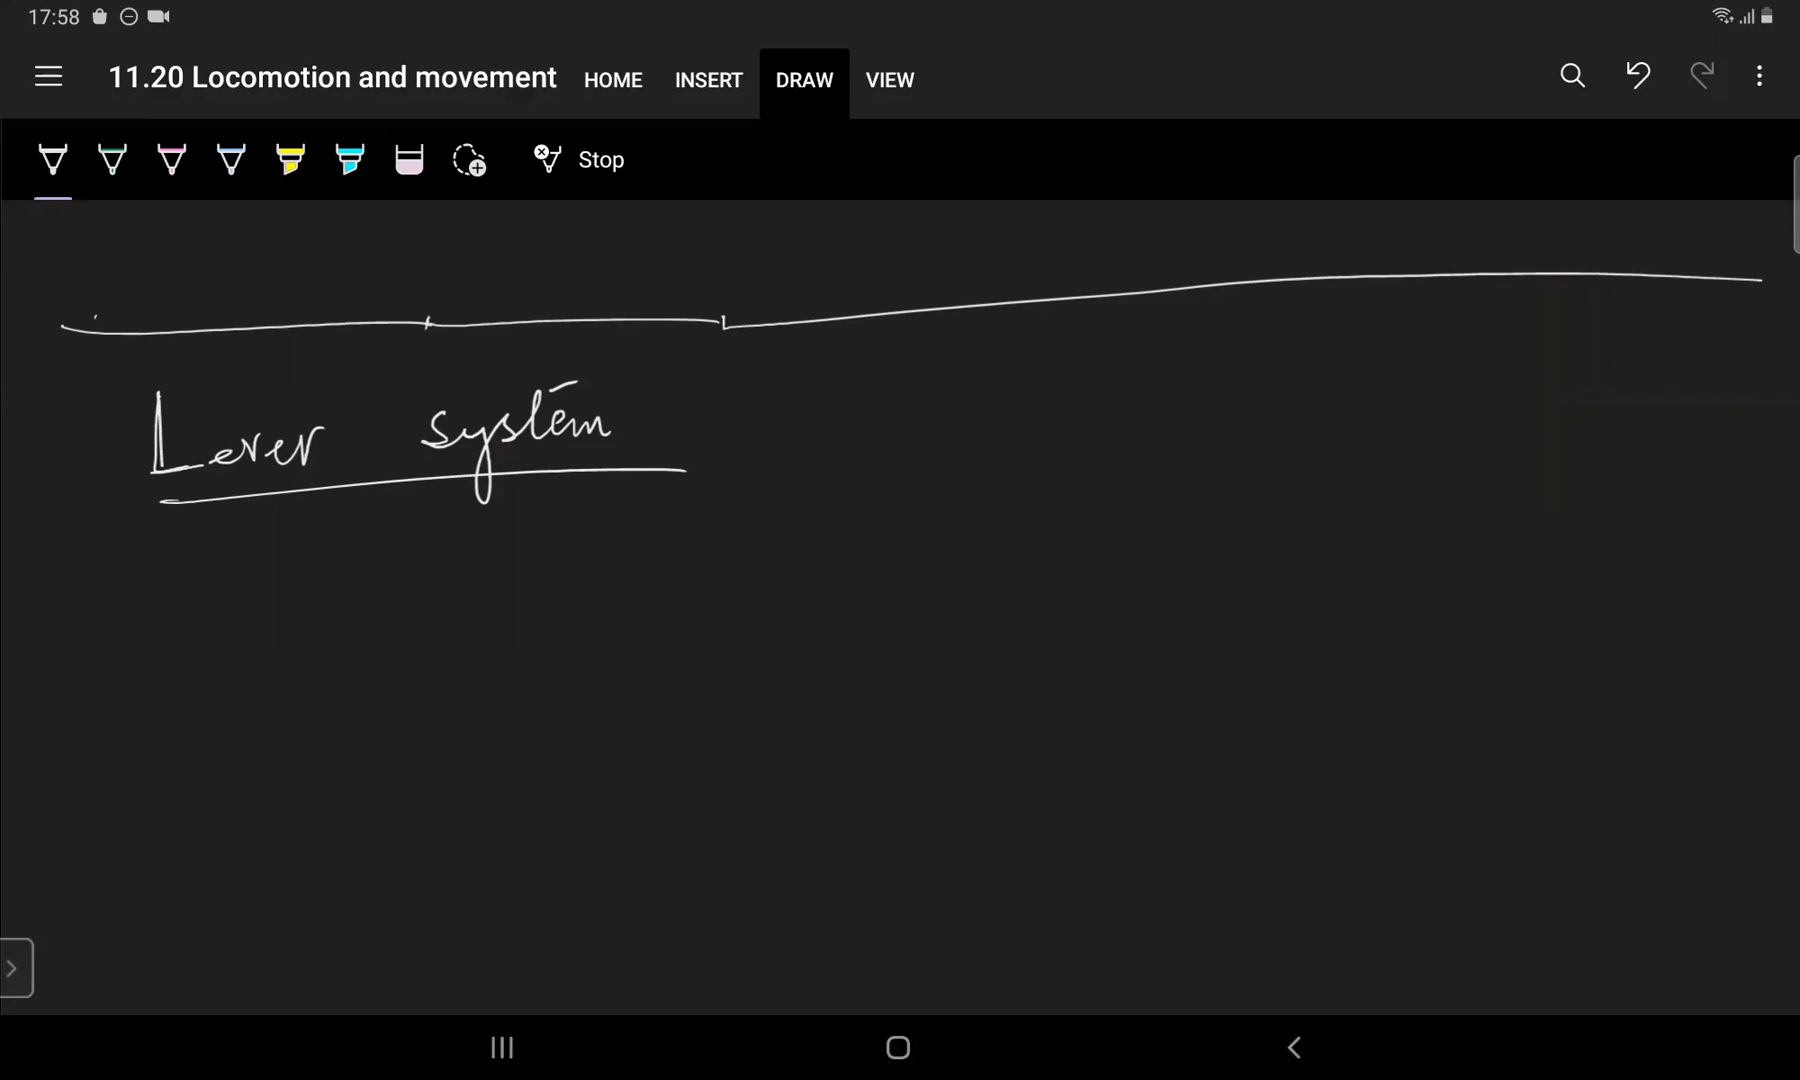 17:58
11.20 Locomotion and movement HOME INSERT DRAW VIEW
Stop
Lever system